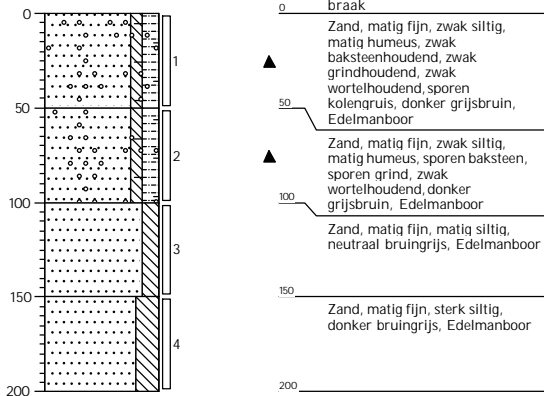 0
50
100
150
200
1
2
3
4
0
braak
Zand, matig fijn, zwak siltig,
matig humeus, zwak
baksteenhoudend, zwak
grindhoudend, zwak
wortelhoudend, sporen
kolengruis, donker grijsbruin,
Edelmanboor
50
Zand, matig fijn, zwak siltig,
matig humeus, sporen baksteen,
sporen grind, zwak
wortelhoudend, donker
grijsbruin, Edelmanboor
100
Zand, matig fijn, matig siltig,
neutraal bruingrijs, Edelmanboor
150
Zand, matig fijn, sterk siltig,
donker bruingrijs, Edelmanboor
200